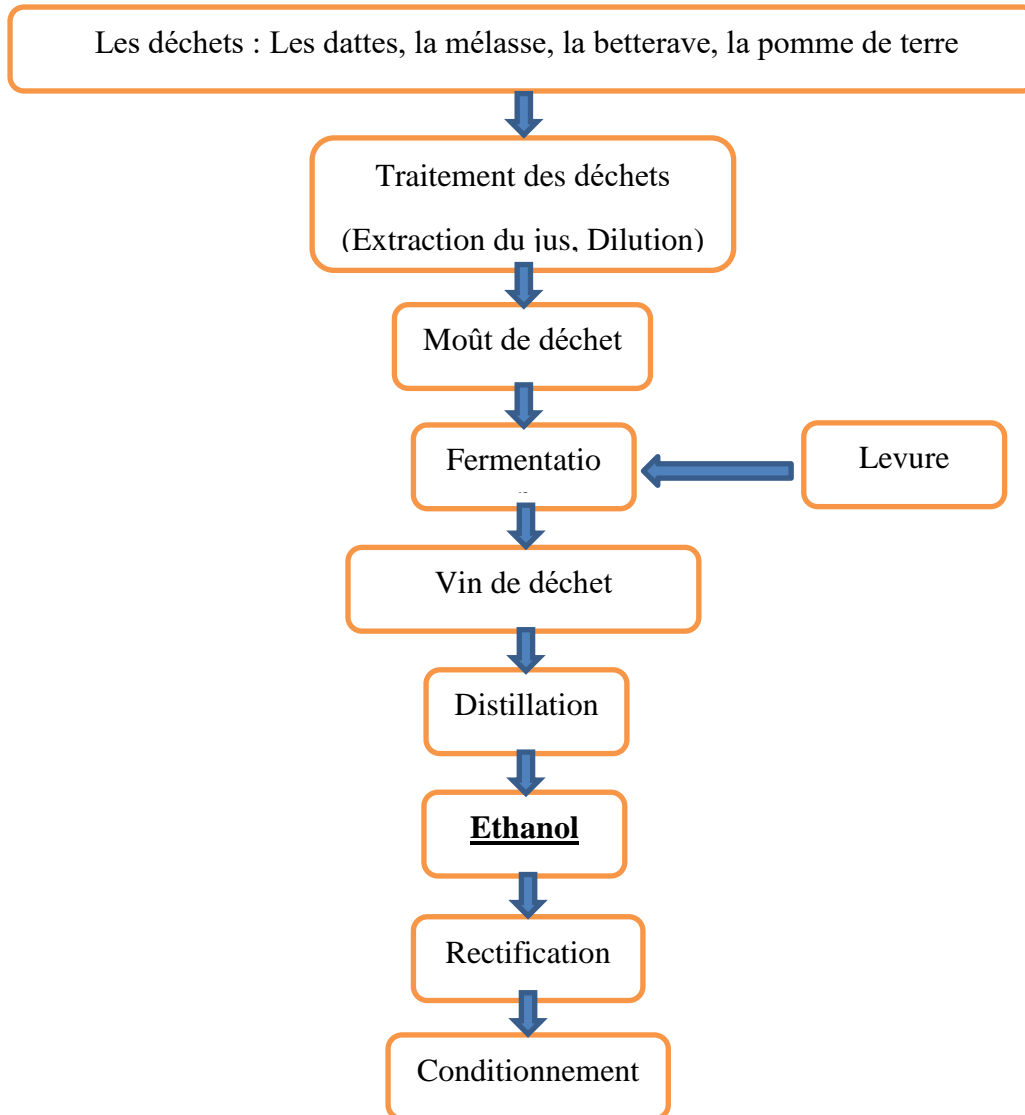 Les déchets : Les dattes, la mélasse, la betterave, la pomme de terre
Traitement des déchets
(Extraction du jus, Dilution)
Moût de déchet
Fermentatio
Levure
Vin de déchet
Distillation
Ethanol
Rectification
Conditionnement